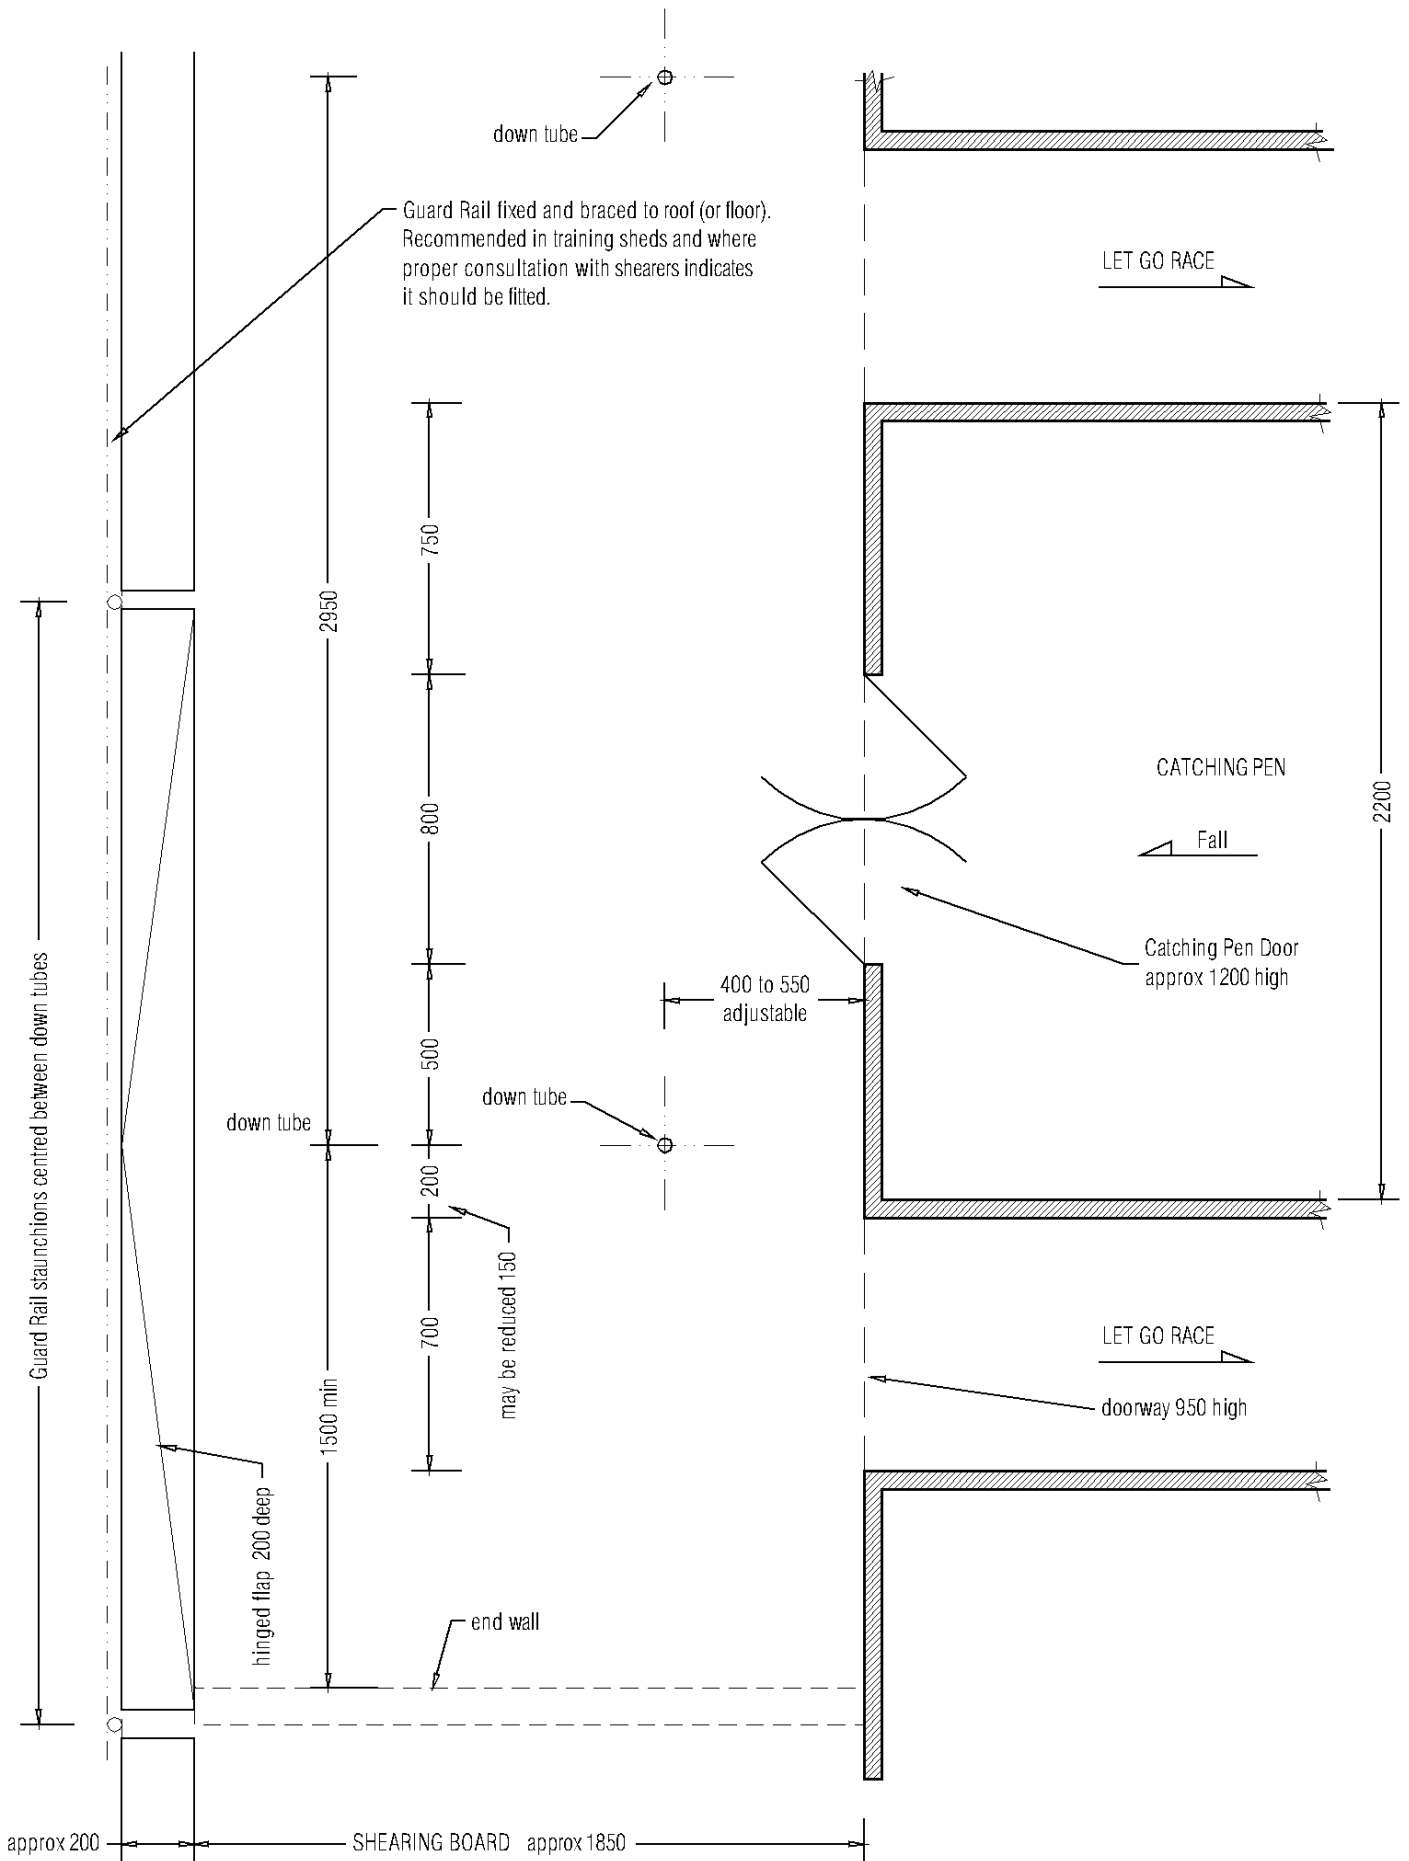 down tube
Guard Rail fixed and braced to roof (or floor).
Recommended in training sheds and where
proper consultation with shearers indicates
it should be fitted.
LET GO RACE
750
2950
CATCHING PEN
800
2200
Fall
Catching Pen Door
approx 1200 high
400 to 550
adjustable
500
down tube
down tube
200
may be reduced 150
Guard Rail staunchions centred between down tubes
700
LET GO RACE
doorway 950 high
1500 min
hinged flap 200 deep
end wall
approx 200
SHEARING BOARD approx 1850